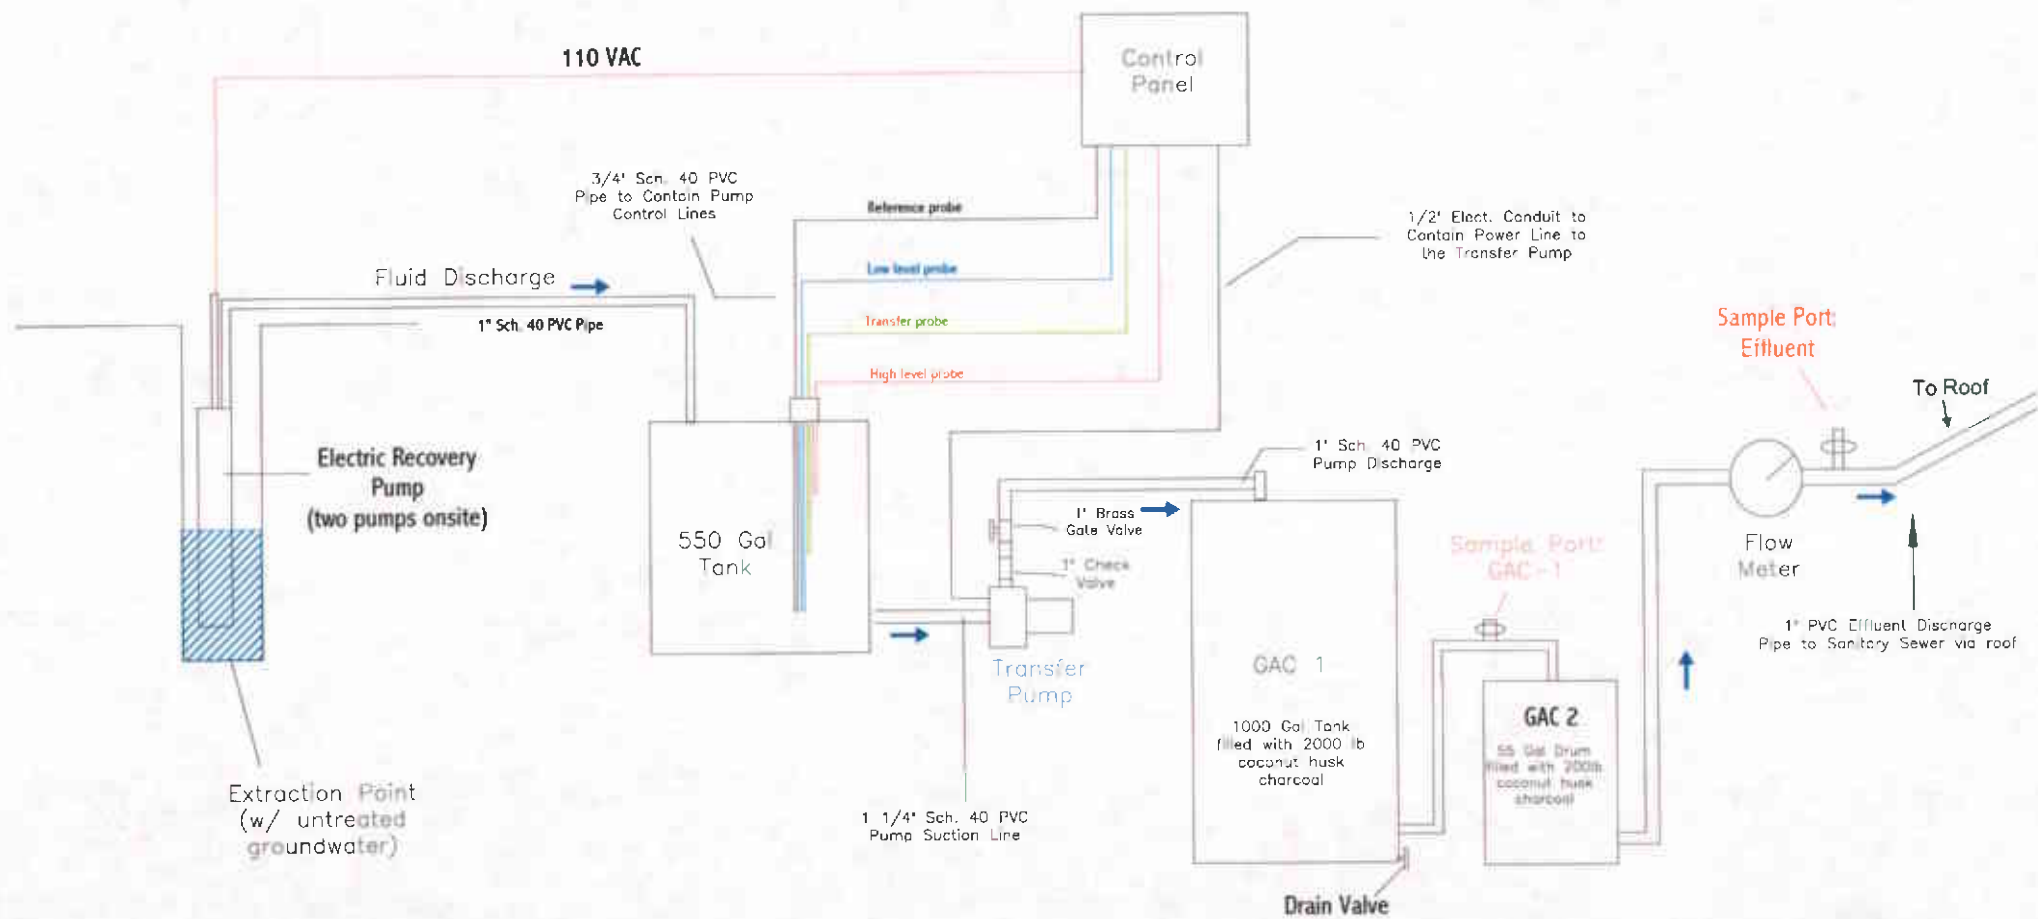 110 VAC
Control
Panel
3/4" Sch. 40 PVC
Pipe to Contain Pump
Control Lines
Reference probe
1/2" Elect. Conduit to
Contain Power Line to
the Transfer Pump
Fluid Discharge
Low level probe
1" Sch. 40 PVC Pipe
Transfer probe
High level probe
Sample Port:
Effluent
To Roof
Electric Recovery
Pump
(two pumps onsite)
1" Sch. 40 PVC
Pump Discharge
550 Gal
Tank
1" Brass
Gate Valve
1" Check
Valve
Sample Port:
GAC-1
Flow
Meter
1" PVC Effluent Discharge
Pipe to Sanitary Sewer via roof
Transfer
Pump
GAC 1
1000 Gal Tank
filled with 2000 lb
coconut husk
charcoal
GAC 2
55 Gal Drum
filled with 200lb
coconut husk
charcoal
Extraction Point
(w/ untreated
groundwater)
1 1/4" Sch. 40 PVC
Pump Suction Line
Drain Valve